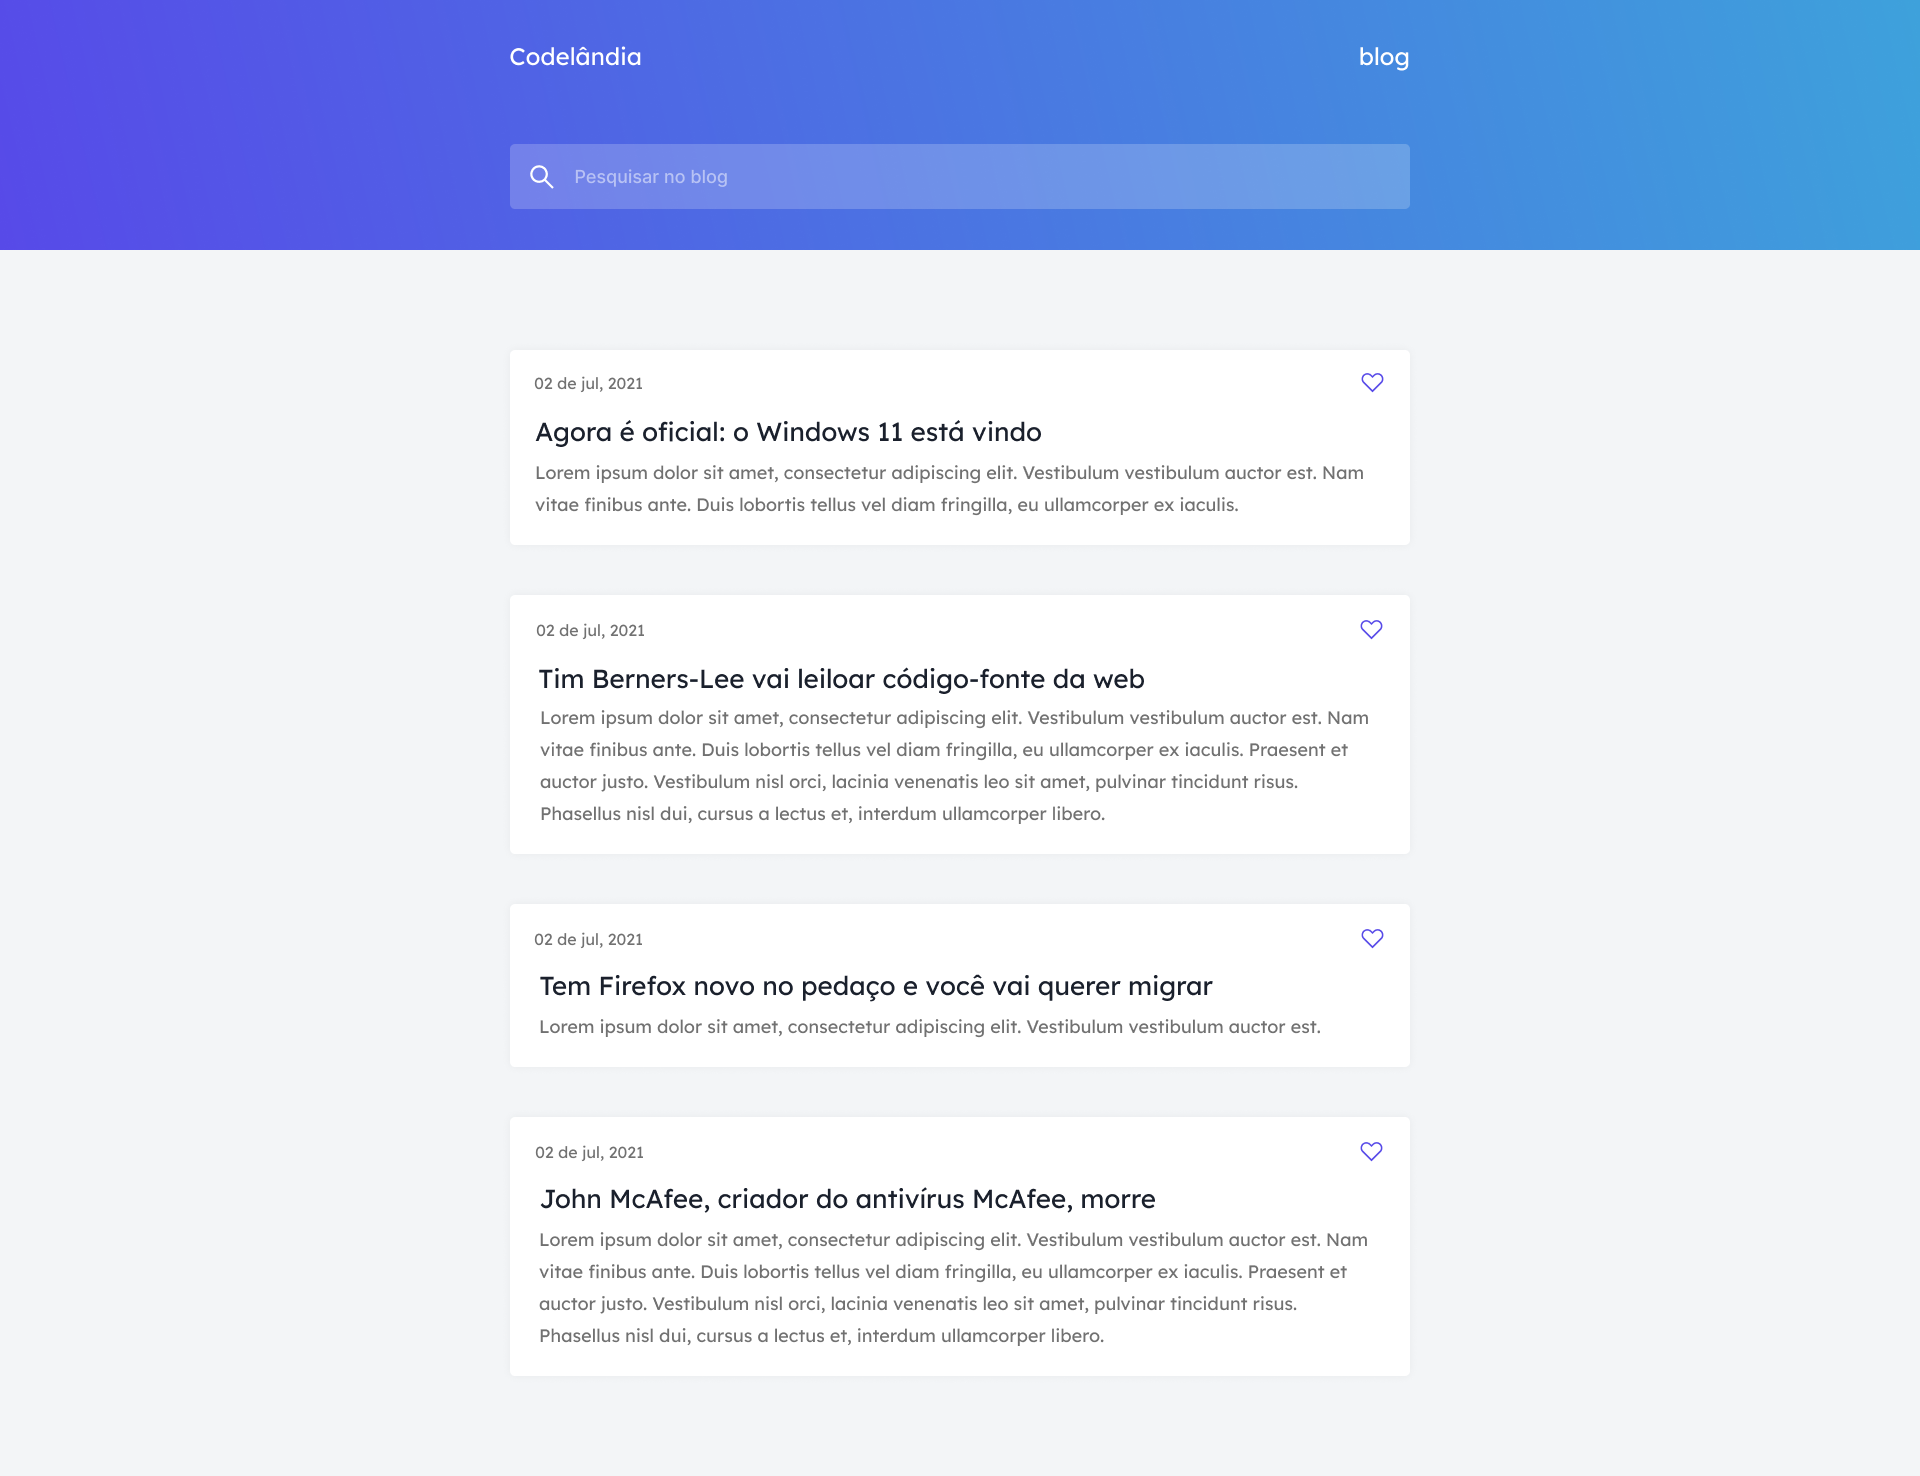 Codelândia
blog
Pesquisar no blog
02 de jul, 2021
Agora é oficial: o Windows 11 está vindo
Lorem ipsum dolor sit amet, consectetur adipiscing elit. Vestibulum vestibulum auctor est. Nam
vitae finibus ante. Duis lobortis tellus vel diam fringilla, eu ullamcorper ex iaculis.
02 de jul, 2021
Tim Berners-Lee vai leiloar código-fonte da web
Lorem ipsum dolor sit amet, consectetur adipiscing elit. Vestibulum vestibulum auctor est. Nam
vitae finibus ante. Duis lobortis tellus vel diam fringilla, eu ullamcorper ex iaculis. Praesent et
auctor justo. Vestibulum nisl orci, lacinia venenatis leo sit amet, pulvinar tincidunt risus.
Phasellus nisl dui, cursus a lectus et, interdum ullamcorper libero.
02 de jul, 2021
Tem Firefox novo no pedaço e você vai querer migrar
Lorem ipsum dolor sit amet, consectetur adipiscing elit. Vestibulum vestibulum auctor est.
02 de jul, 2021
John McAfee, criador do antivírus McAfee, morre
Lorem ipsum dolor sit amet, consectetur adipiscing elit. Vestibulum vestibulum auctor est. Nam
vitae finibus ante. Duis lobortis tellus vel diam fringilla, eu ullamcorper ex iaculis. Praesent et
auctor justo. Vestibulum nisl orci, lacinia venenatis leo sit amet, pulvinar tincidunt risus.
Phasellus nisl dui, cursus a lectus et, interdum ullamcorper libero.